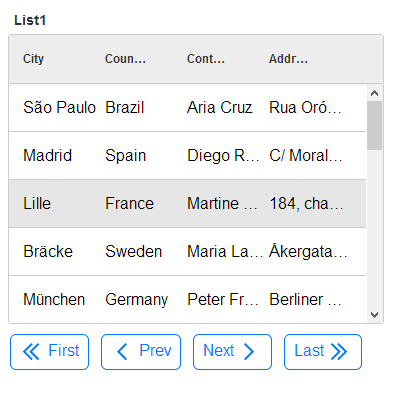 List1
City Coun... Cont... Addr...
São Paulo Brazil Aria Cruz Rua Oró...
Madrid Spain Diego R... C/ Moral...
Lille France Martine ... 184, cha...
Bräcke Sweden Maria La... Åkergata...
München Germany Peter Fr... Berliner ...
First Prev Next Last